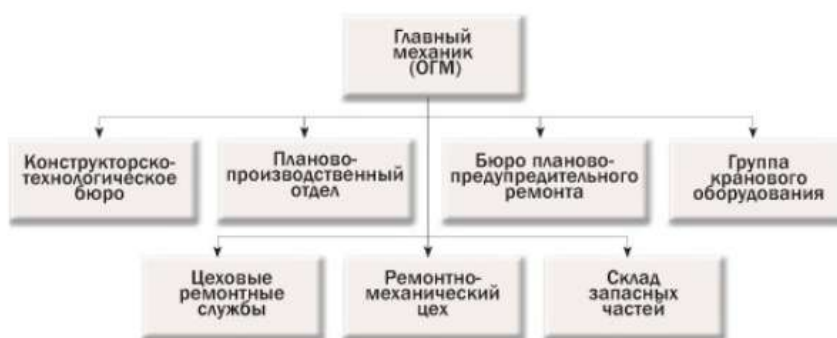 Главный
механик
(ОГМ)
Конструкторско-
технологическое
бюро
Планово-
производственный
отдел
Бюро планово-
предупредительного
ремонта
Группа
кранового
оборудования
Цеховые
ремонтные
службы
Ремонтно-
механический
цех
Склад
запасных
частей